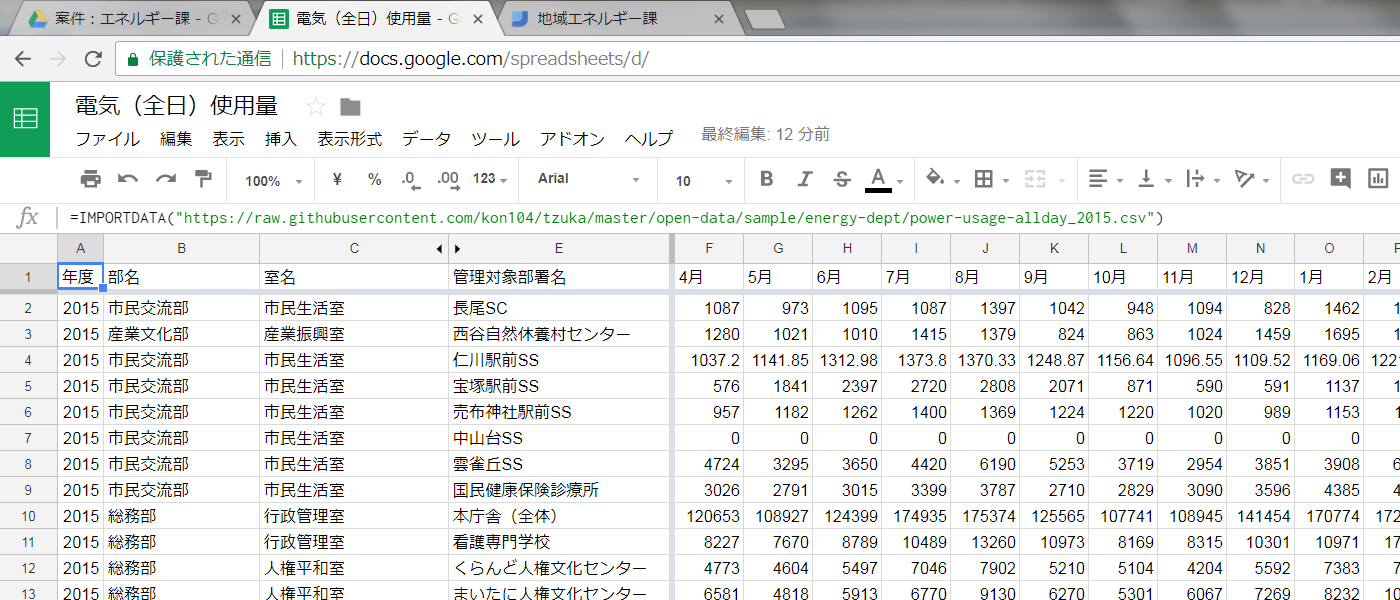 案件：エネルギー課 - G
電気（全日）使用量 - G
地域エネルギー課
保護された通信 https://docs.google.com/spreadsheets/d/
電気（全日）使用量
ファイル 編集 表示 挿入 表示形式 データ ツール アドオン ヘルプ 最終編集: 12 分前
100% ¥ % .0 .00 123 Arial 10 B I S A
fx =IMPORTDATA("https://raw.githubusercontent.com/kon104/tzuka/master/open-data/sample/energy-dept/power-usage-allday_2015.csv")
A B C E F G H I J K L M N O P
1 年度 部名 室名 管理対象部署名 4月 5月 6月 7月 8月 9月 10月 11月 12月 1月 2月
2 2015 市民交流部 市民生活室 長尾SC 1087 973 1095 1087 1397 1042 948 1094 828 1462 1
3 2015 産業文化部 産業振興室 西谷自然休養村センター 1280 1021 1010 1415 1379 824 863 1024 1459 1695 1
4 2015 市民交流部 市民生活室 仁川駅前SS 1037.2 1141.85 1312.98 1373.8 1370.33 1248.87 1156.64 1096.55 1109.52 1169.06 122
5 2015 市民交流部 市民生活室 宝塚駅前SS 576 1841 2397 2720 2808 2071 871 590 591 1137 1
6 2015 市民交流部 市民生活室 売布神社駅前SS 957 1182 1262 1400 1369 1224 1220 1020 989 1153 1
7 2015 市民交流部 市民生活室 中山台SS 0 0 0 0 0 0 0 0 0 0
8 2015 市民交流部 市民生活室 雲雀丘SS 4724 3295 3650 4420 6190 5253 3719 2954 3851 3908 6
9 2015 市民交流部 市民生活室 国民健康保険診療所 3026 2791 3015 3399 3787 2710 2829 3090 3596 4385 4
10 2015 総務部 行政管理室 本庁舎（全体） 120653 108927 124399 174935 175374 125565 107741 108945 141454 170774 172
11 2015 総務部 行政管理室 看護専門学校 8227 7670 8789 10489 13260 10973 8169 8315 10301 10971 17
12 2015 総務部 人権平和室 くらんど人権文化センター 4773 4604 5497 7046 7902 5210 5104 4204 5592 7383 7
13 2015 総務部 人権平和室 まいたに人権文化センター 6581 4818 5913 6770 9130 6270 5301 6067 7269 8232 10